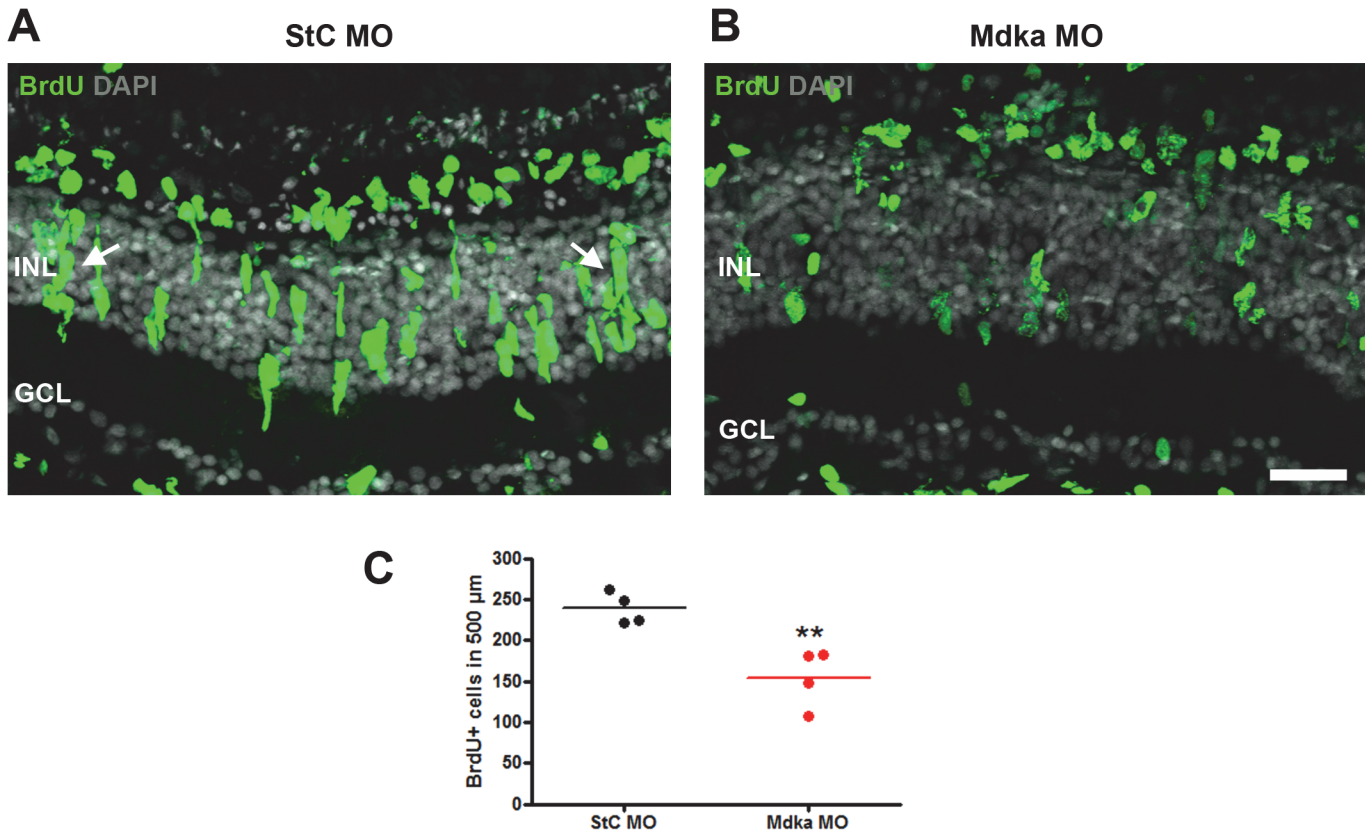 A
StC MO
BrdU DAPI
INL
GCL
B
Mdka MO
BrdU DAPI
INL
GCL
C
BrdU+ cells in 500 µm
300
250
200
150
100
50
0
**
StC MO
Mdka MO